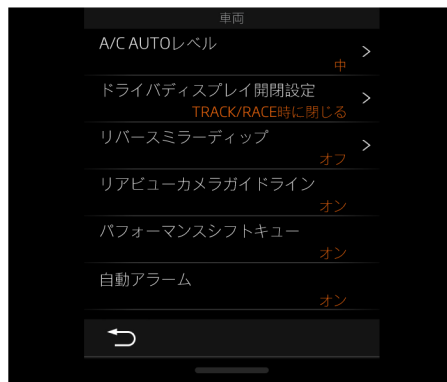 車両
A/C AUTOレベル
中
ドライバディスプレイ開閉設定
TRACK/RACE時に閉じる
リバースミラーディップ
オフ
リアビューカメラガイドライン
オン
パフォーマンスシフトキュー
オン
自動アラーム
オン